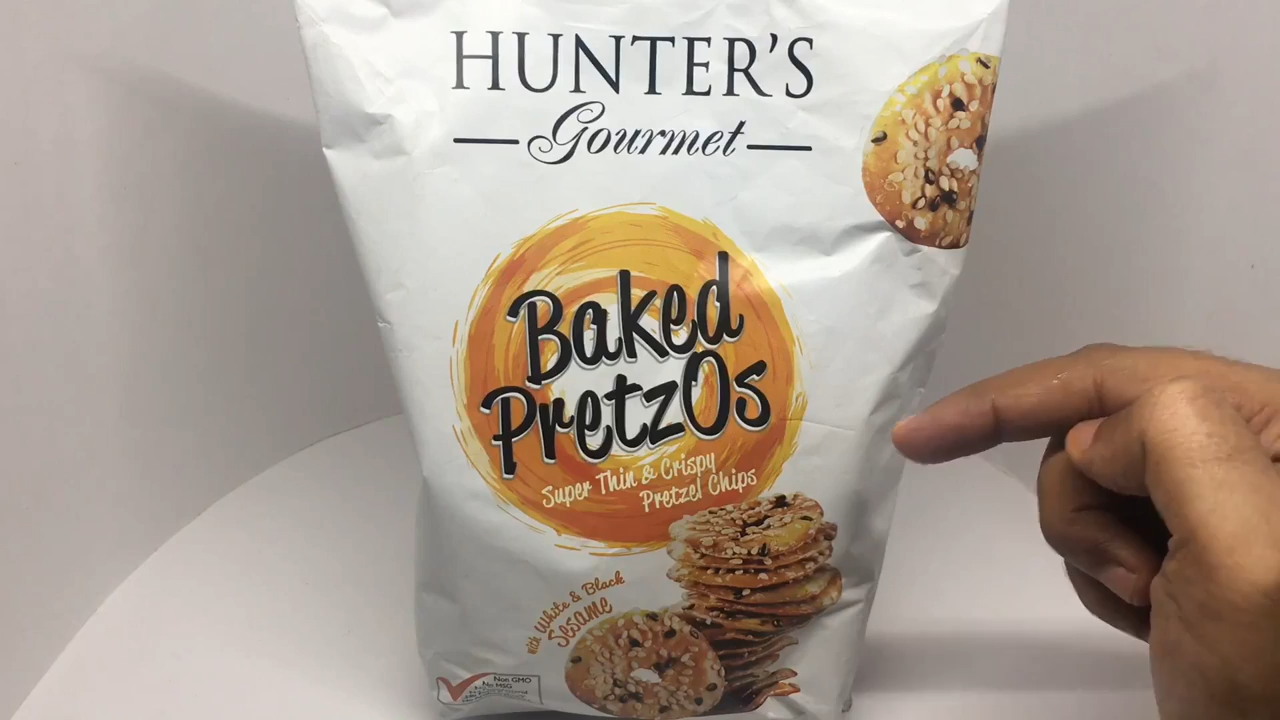 HUNTER'S
Gourmet
Baked
PretzOs
Super Thin & Crispy
Pretzel Chips
with White & Black
Sesame
Non GMO
No MSG